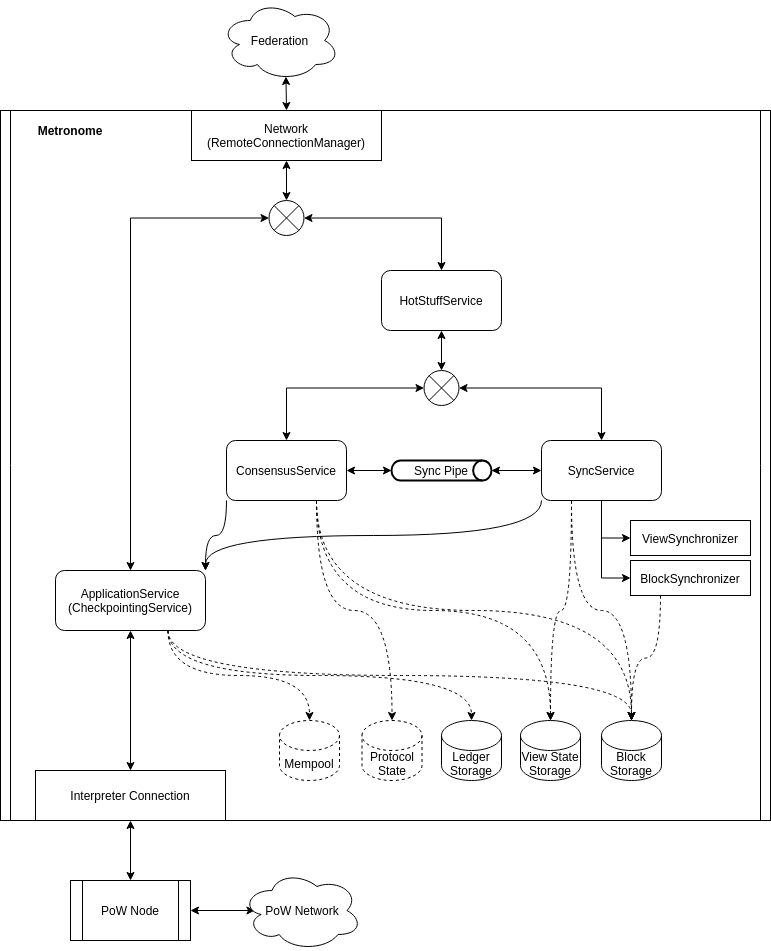 Federation
Metronome
Network
(RemoteConnectionManager)
HotStuffService
ConsensusService
Sync Pipe
SyncService
ViewSynchronizer
BlockSynchronizer
ApplicationService
(CheckpointingService)
Mempool
Protocol
State
Ledger
Storage
View State
Storage
Block
Storage
Interpreter Connection
PoW Node
PoW Network